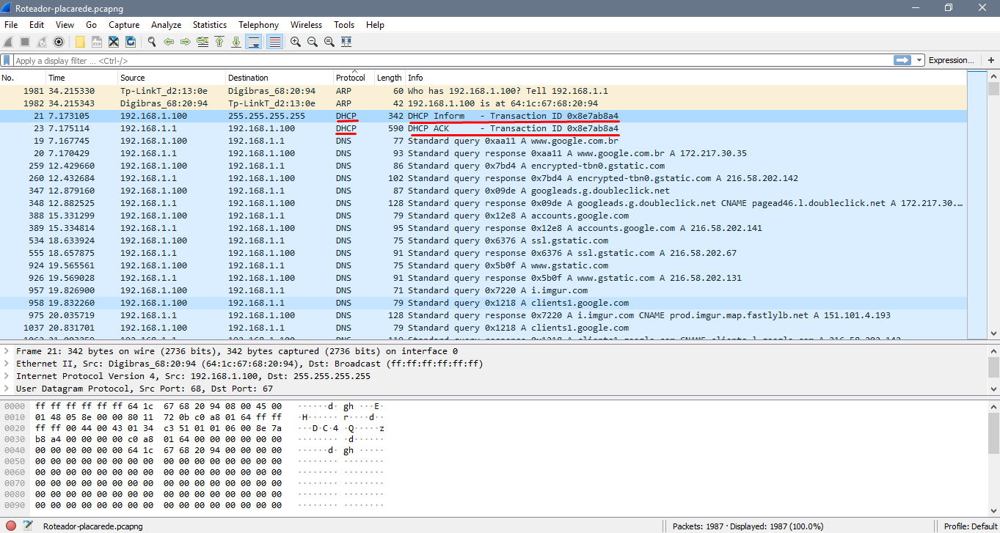 Roteador-placarede.pcapng
File Edit View Go Capture Analyze Statistics Telephony Wireless Tools Help
Apply a display filter ... <Ctrl-/> Expression... +
No. Time Source Destination Protocol Length Info
1981 34.215330 Tp-LinkT_d2:13:0e Digibras_68:20:94 ARP 60 Who has 192.168.1.100? Tell 192.168.1.1
1982 34.215343 Digibras_68:20:94 Tp-LinkT_d2:13:0e ARP 42 192.168.1.100 is at 64:1c:67:68:20:94
21 7.173105 192.168.1.100 255.255.255.255 DHCP 342 DHCP Inform - Transaction ID 0x8e7ab8a4
23 7.175114 192.168.1.1 192.168.1.100 DHCP 590 DHCP ACK - Transaction ID 0x8e7ab8a4
19 7.167745 192.168.1.100 192.168.1.1 DNS 77 Standard query 0xaa11 A www.google.com.br
20 7.170429 192.168.1.1 192.168.1.100 DNS 93 Standard query response 0xaa11 A www.google.com.br A 172.217.30.35
259 12.429660 192.168.1.100 192.168.1.1 DNS 86 Standard query 0x7bd4 A encrypted-tbn0.gstatic.com
260 12.432684 192.168.1.1 192.168.1.100 DNS 102 Standard query response 0x7bd4 A encrypted-tbn0.gstatic.com A 216.58.202.142
347 12.879160 192.168.1.100 192.168.1.1 DNS 87 Standard query 0x09de A googleads.g.doubleclick.net
348 12.882525 192.168.1.1 192.168.1.100 DNS 128 Standard query response 0x09de A googleads.g.doubleclick.net CNAME pagead46.l.doubleclick.net A 172.217.30....
388 15.331299 192.168.1.100 192.168.1.1 DNS 79 Standard query 0x12e8 A accounts.google.com
389 15.334814 192.168.1.1 192.168.1.100 DNS 95 Standard query response 0x12e8 A accounts.google.com A 216.58.202.141
534 18.633924 192.168.1.100 192.168.1.1 DNS 75 Standard query 0x6376 A ssl.gstatic.com
555 18.657875 192.168.1.1 192.168.1.100 DNS 91 Standard query response 0x6376 A ssl.gstatic.com A 216.58.202.67
924 19.565561 192.168.1.100 192.168.1.1 DNS 75 Standard query 0x5b0f A www.gstatic.com
926 19.569028 192.168.1.1 192.168.1.100 DNS 91 Standard query response 0x5b0f A www.gstatic.com A 216.58.202.131
957 19.826900 192.168.1.100 192.168.1.1 DNS 71 Standard query 0x7220 A i.imgur.com
958 19.832260 192.168.1.100 192.168.1.1 DNS 79 Standard query 0x1218 A clients1.google.com
975 20.035719 192.168.1.1 192.168.1.100 DNS 128 Standard query response 0x7220 A i.imgur.com CNAME prod.imgur.map.fastlylb.net A 151.101.4.193
1037 20.831701 192.168.1.100 192.168.1.1 DNS 79 Standard query 0x1218 A clients1.google.com
Frame 21: 342 bytes on wire (2736 bits), 342 bytes captured (2736 bits) on interface 0
Ethernet II, Src: Digibras_68:20:94 (64:1c:67:68:20:94), Dst: Broadcast (ff:ff:ff:ff:ff:ff)
Internet Protocol Version 4, Src: 192.168.1.100, Dst: 255.255.255.255
User Datagram Protocol, Src Port: 68, Dst Port: 67
0000 ff ff ff ff ff ff 64 1c 67 68 20 94 08 00 45 00 ······d· gh ···E·
0010 01 48 05 8e 00 00 80 11 72 0b c0 a8 01 64 ff ff ·H······ r····d··
0020 ff ff 00 44 00 43 01 34 c3 51 01 01 06 00 8e 7a ···D·C·4 ·Q·····z
0030 b8 a4 00 00 00 00 c0 a8 01 64 00 00 00 00 00 00 ········ ·d······
0040 00 00 00 00 00 00 64 1c 67 68 20 94 00 00 00 00 ······d· gh ·····
0050 00 00 00 00 00 00 00 00 00 00 00 00 00 00 00 00 ········ ········
0060 00 00 00 00 00 00 00 00 00 00 00 00 00 00 00 00 ········ ········
0070 00 00 00 00 00 00 00 00 00 00 00 00 00 00 00 00 ········ ········
0080 00 00 00 00 00 00 00 00 00 00 00 00 00 00 00 00 ········ ········
0090 00 00 00 00 00 00 00 00 00 00 00 00 00 00 00 00 ········ ········
Roteador-placarede.pcapng Packets: 1987 · Displayed: 1987 (100.0%) Profile: Default